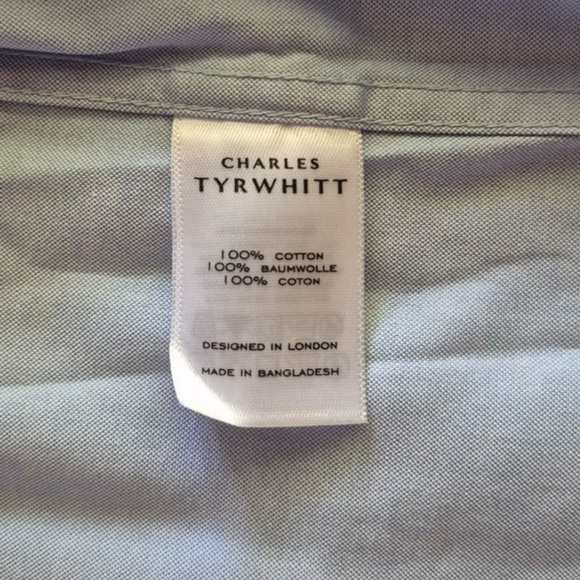 CHARLES
TYRWHITT
100% COTTON
100% BAUMWOLLE
100% COTON
DESIGNED IN LONDON
MADE IN BANGLADESH